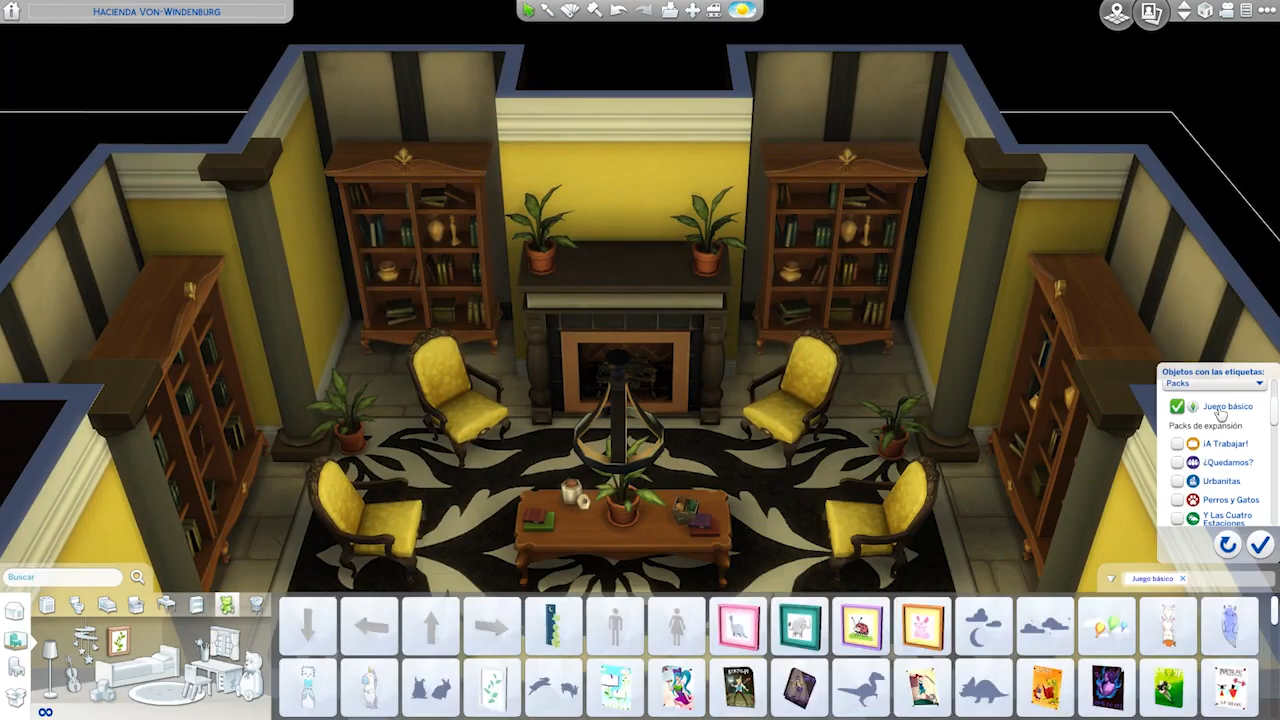 Hacienda Von-Windenburg
Objetos con las etiquetas:
Packs
Juego básico
Packs de expansión
¡A Trabajar!
¿Quedamos?
Urbanitas
Perros y Gatos
Y Las Cuatro
Estaciones
Buscar
Juego básico